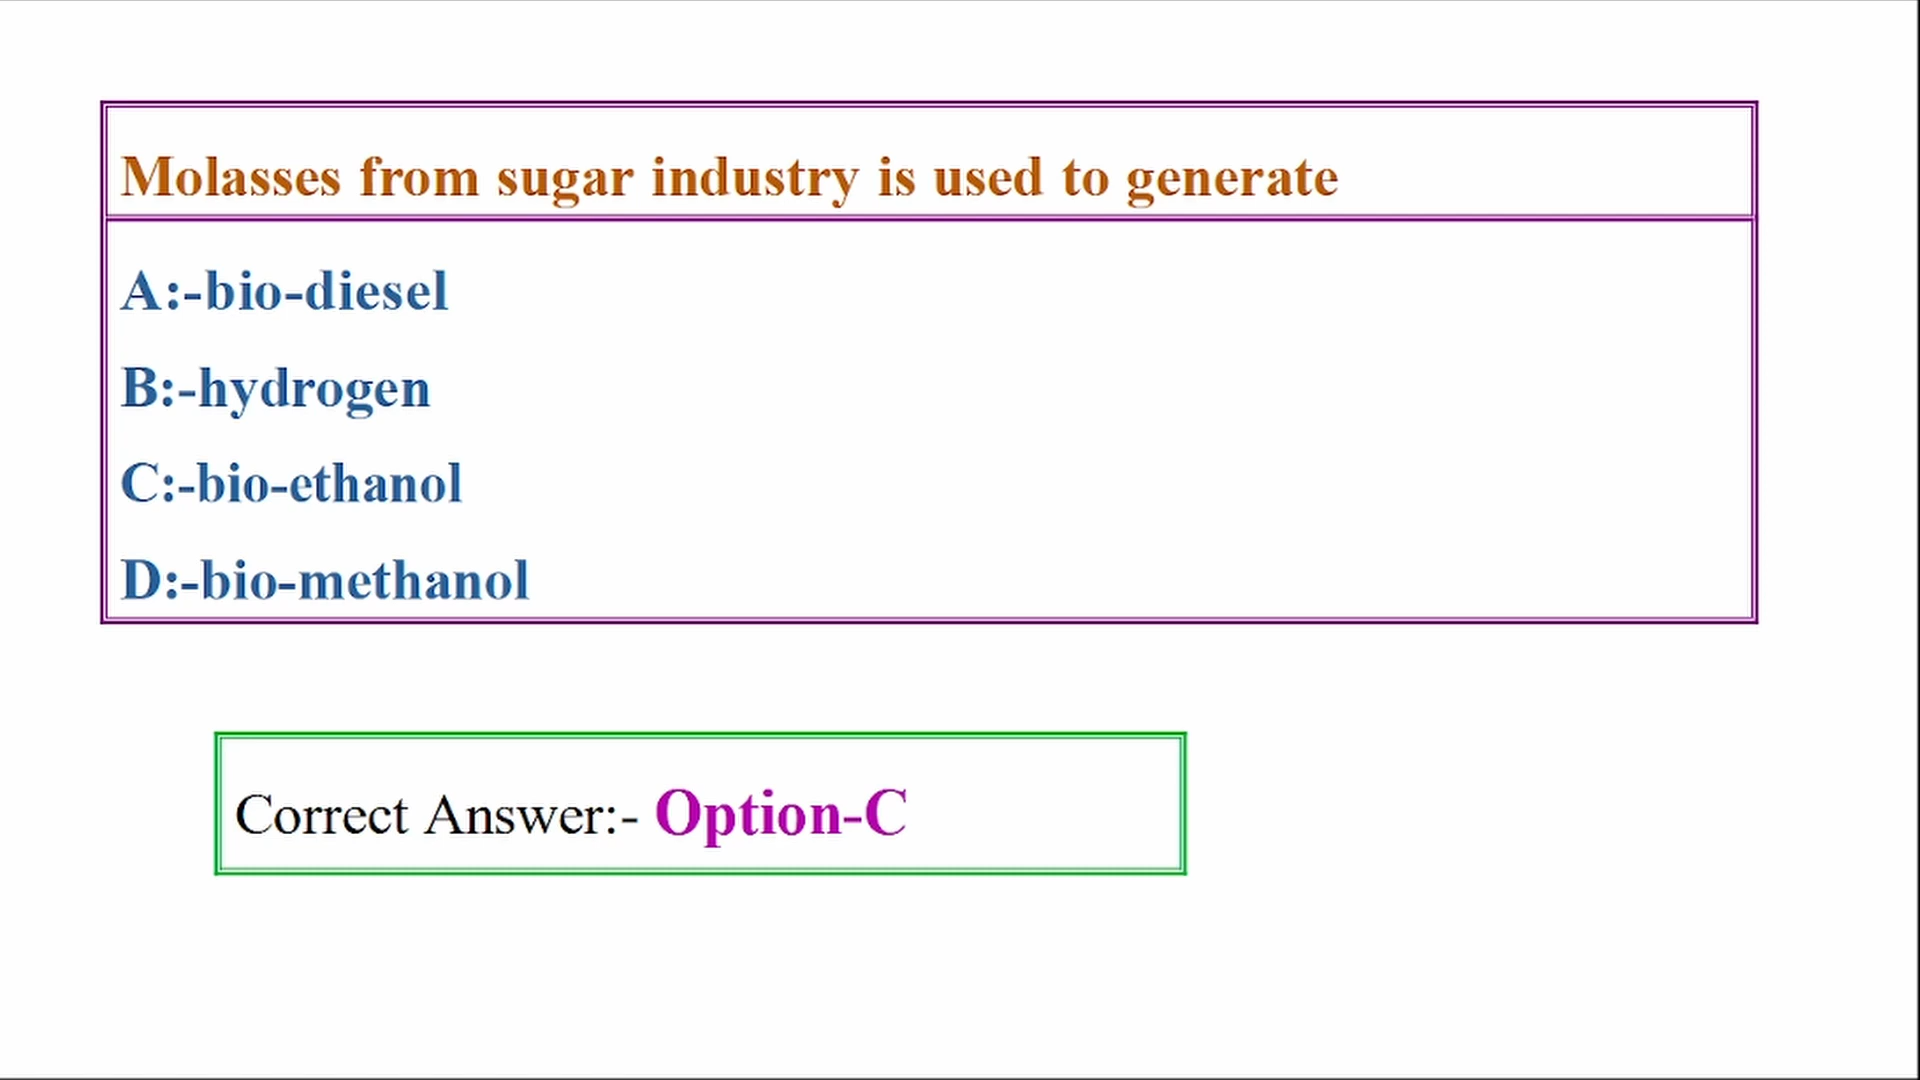 Molasses from sugar industry is used to generate
A:-bio-diesel
B:-hydrogen
C:-bio-ethanol
D:-bio-methanol
Correct Answer:- Option-C